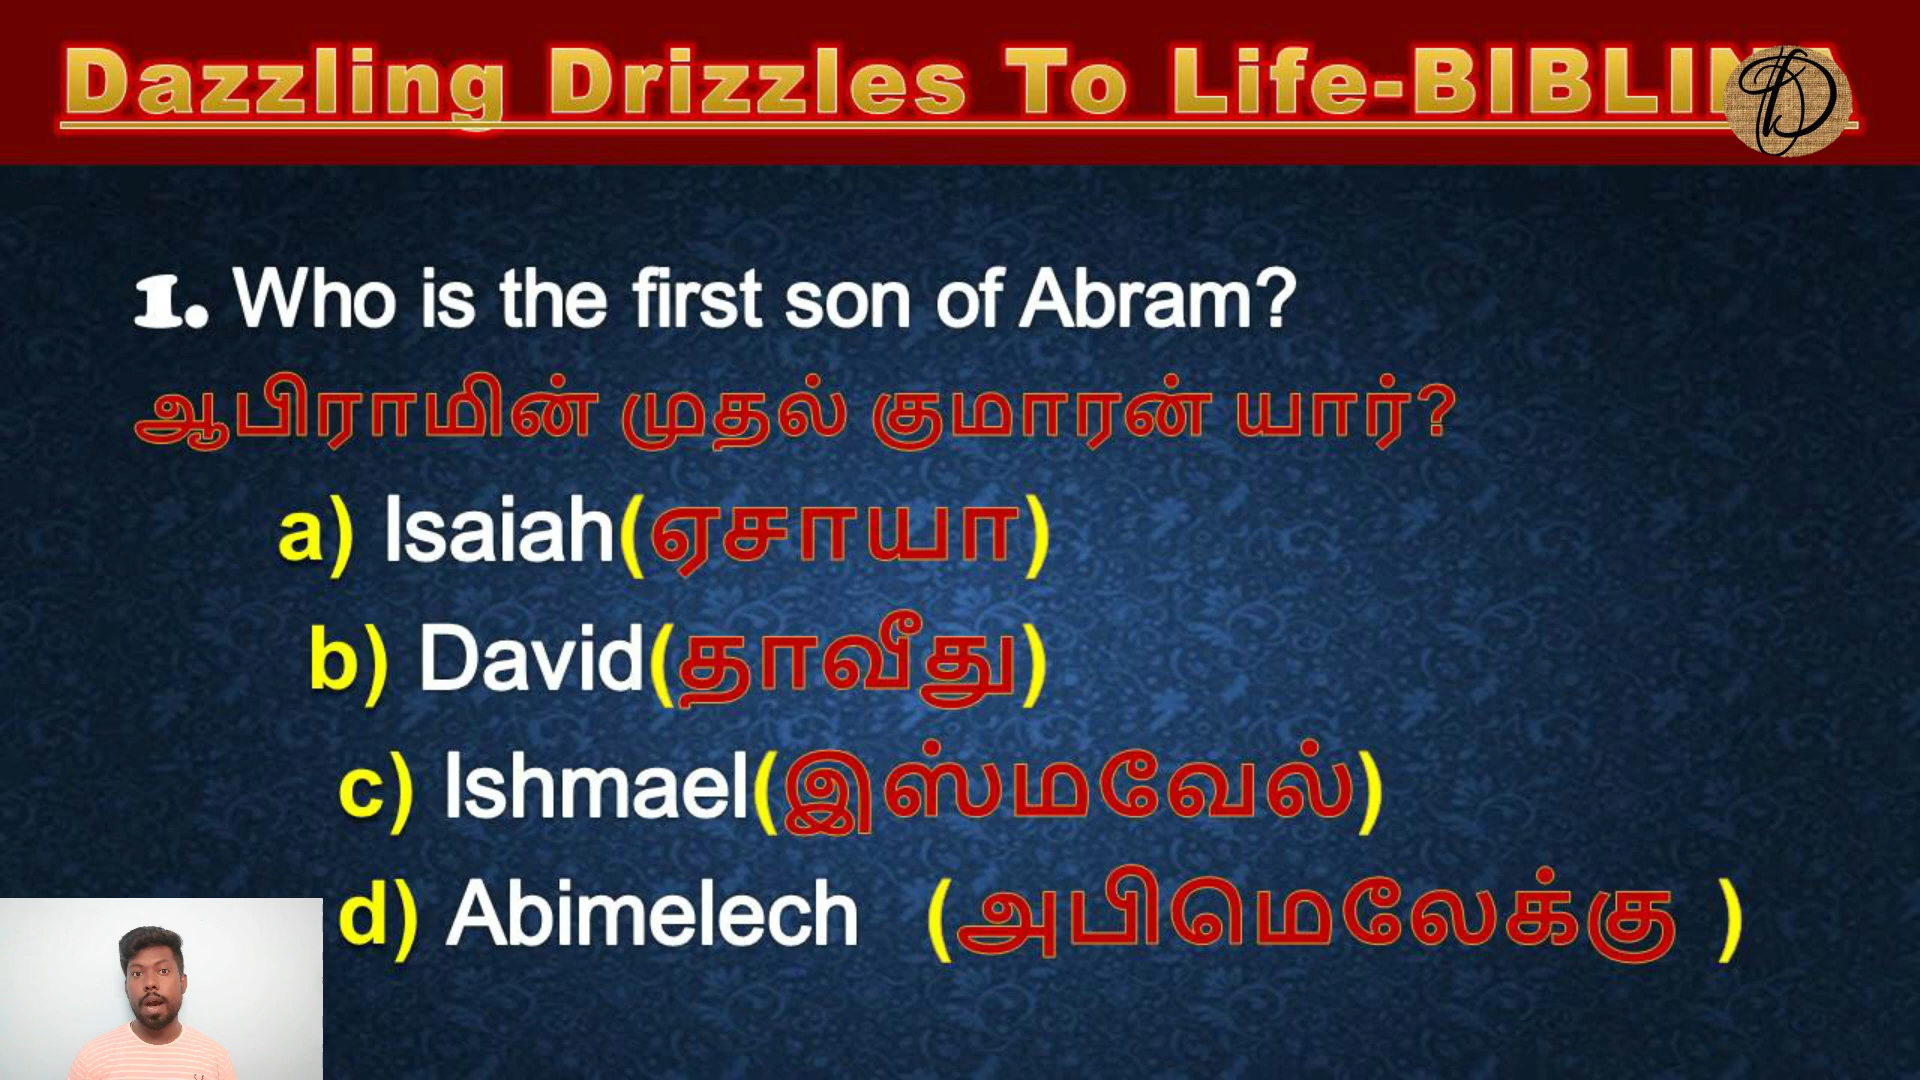 Dazzling Drizzles To Life-
1. Who is the first son of Abram?
ஆபிராமின் முதல் குமாரன் யார்?
a) Isaiah(ஏசாயா)
b) David(தாவீது)
c) Ishmael(இஸ்மவேல்)
d) Abimelech (அபிமெலேக்கு )